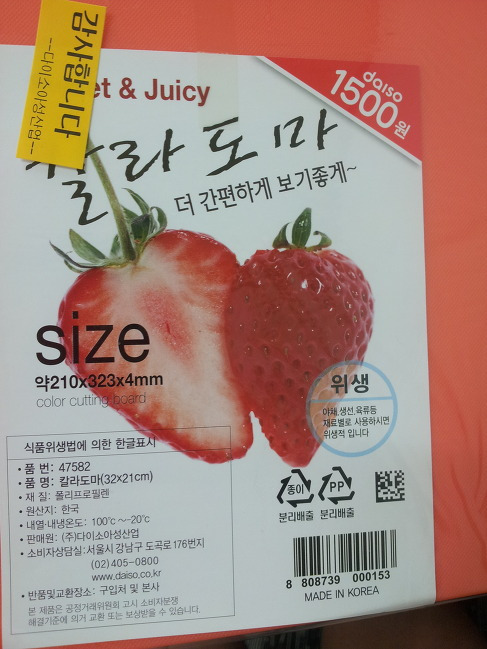 감사합니다
--다이소아성산업--
et & Juicy
daiso
1500원
칼라도마
더 간편하게 보기좋게~
size
약210x323x4mm
color cutting board
위생
야채,생선,육류등
재료별로 사용하시면
위생적 입니다
식품위생법에 의한 한글표시
• 품 번: 47582
• 품 명: 칼라도마(32x21cm)
• 재 질: 폴리프로필렌
• 원산지: 한국
• 내열·내냉온도: 100℃~-20℃
• 판매원: (주)다이소아성산업
• 소비자상담실: 서울시 강남구 도곡로 176번지
(02)405-0800
www.daiso.co.kr
• 반품및교환장소: 구입처 및 본사
본 제품은 공정거래위원회 고시 소비자분쟁
해결기준에 의거 교환 또는 보상받을 수 있습니다.
종이 PP
분리배출 분리배출
8 808739 000153
MADE IN KOREA